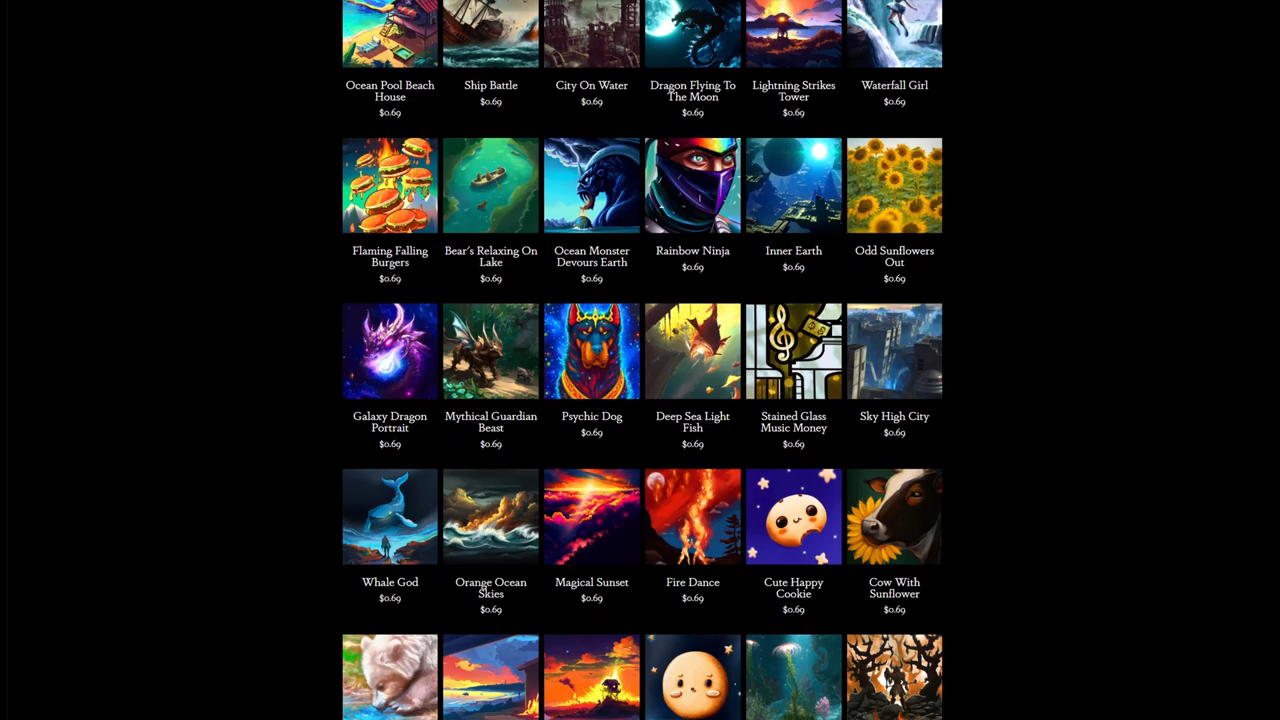 Ocean Pool Beach
House
$0.69
Ship Battle
$0.69
City On Water
$0.69
Dragon Flying To
The Moon
$0.69
Lightning Strikes
Tower
$0.69
Waterfall Girl
$0.69
Flaming Falling
Burgers
$0.69
Bear's Relaxing On
Lake
$0.69
Ocean Monster
Devours Earth
$0.69
Rainbow Ninja
$0.69
Inner Earth
$0.69
Odd Sunflowers
Out
$0.69
Galaxy Dragon
Portrait
$0.69
Mythical Guardian
Beast
$0.69
Psychic Dog
$0.69
Deep Sea Light
Fish
$0.69
Stained Glass
Music Money
$0.69
Sky High City
$0.69
Whale God
$0.69
Orange Ocean
Skies
$0.69
Magical Sunset
$0.69
Fire Dance
$0.69
Cute Happy
Cookie
$0.69
Cow With
Sunflower
$0.69